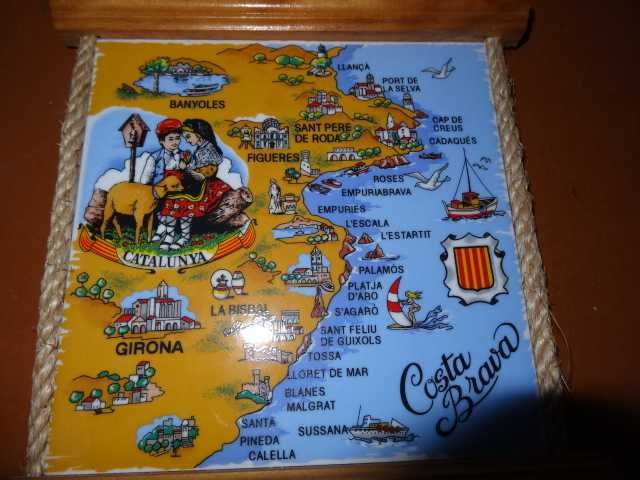 LLANÇÀ
PORT DE
LA SELVA
BANYOLES
CAP DE
CREUS
SANT PERE
DE RODA
CADAQUÉS
FIGUERES
ROSES
EMPURIABRAVA
EMPURIES
L'ESCALA
L'ESTARTIT
CATALUNYA
PALAMÓS
PLATJA
D'ARO
LA BISBAL
S'AGARÓ
SANT FELIU
DE GUIXOLS
GIRONA
TOSSA
LLORET DE MAR
BLANES
MALGRAT
Costa
Brava
SANTA
SUSSANA
PINEDA
CALELLA